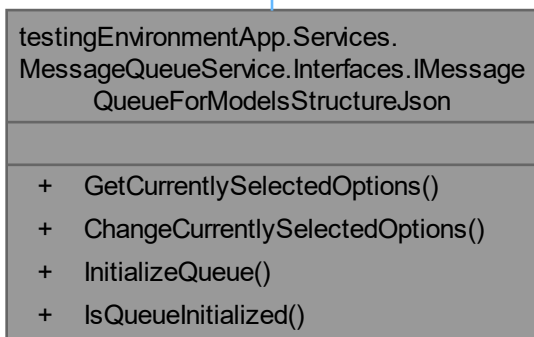 testingEnvironmentApp.Services.
MessageQueueService.Interfaces.IMessage
QueueForModelsStructureJson
+ GetCurrentlySelectedOptions()
+ ChangeCurrentlySelectedOptions()
+ InitializeQueue()
+ IsQueueInitialized()